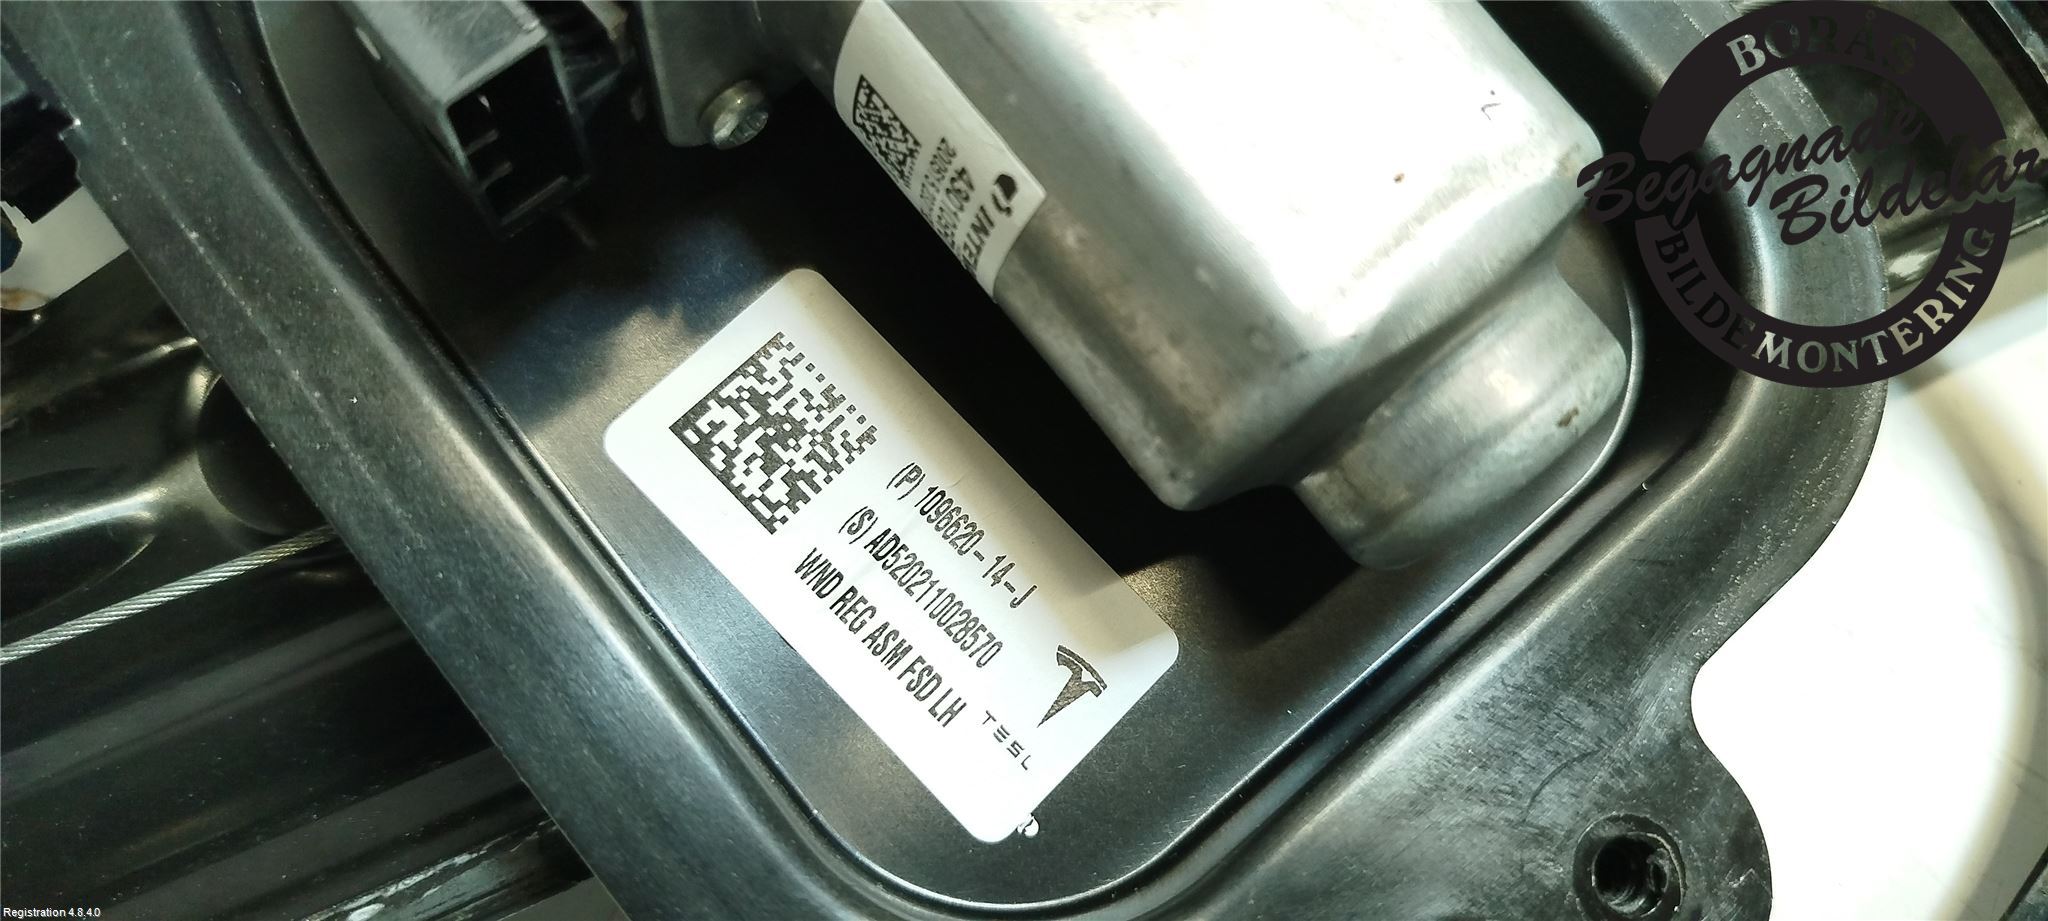 (P) 1096620-14-J
(S) AD5202110028570
WND REG ASM FSD LH
TESL
BORÅS
Begagnade
Bildelar
BILDEMONTERING
Registration 4.8.4.0